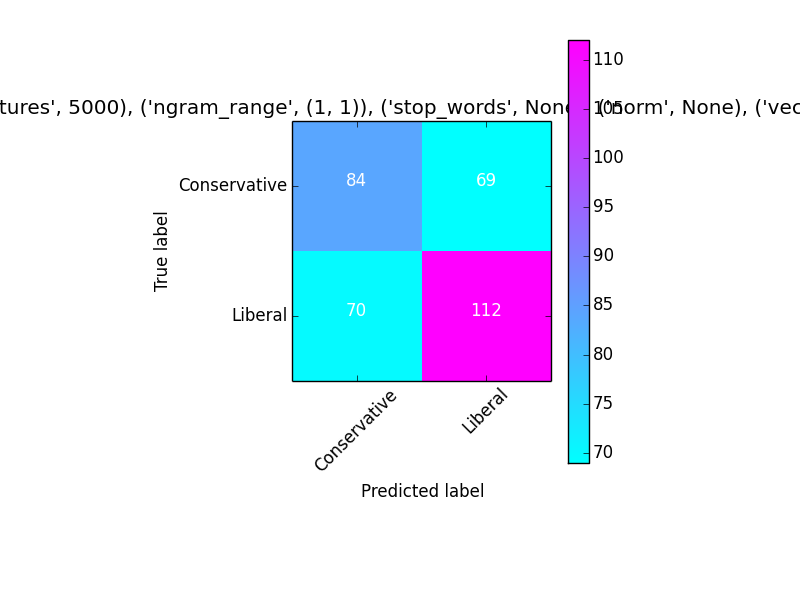 tures', 5000), ('ngram_range', (1, 1)), ('stop_words', None), ('norm', None), ('vec
Conservative
84
69
Liberal
70
112
True label
Conservative
Liberal
Predicted label
110
105
100
95
90
85
80
75
70